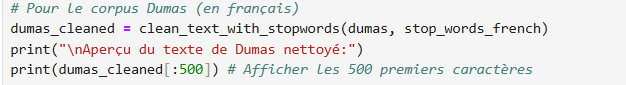 # Pour le corpus Dumas (en français)
dumas_cleaned = clean_text_with_stopwords(dumas, stop_words_french)
print("\nAperçu du texte de Dumas nettoyé:")
print(dumas_cleaned[:500]) # Afficher les 500 premiers caractères